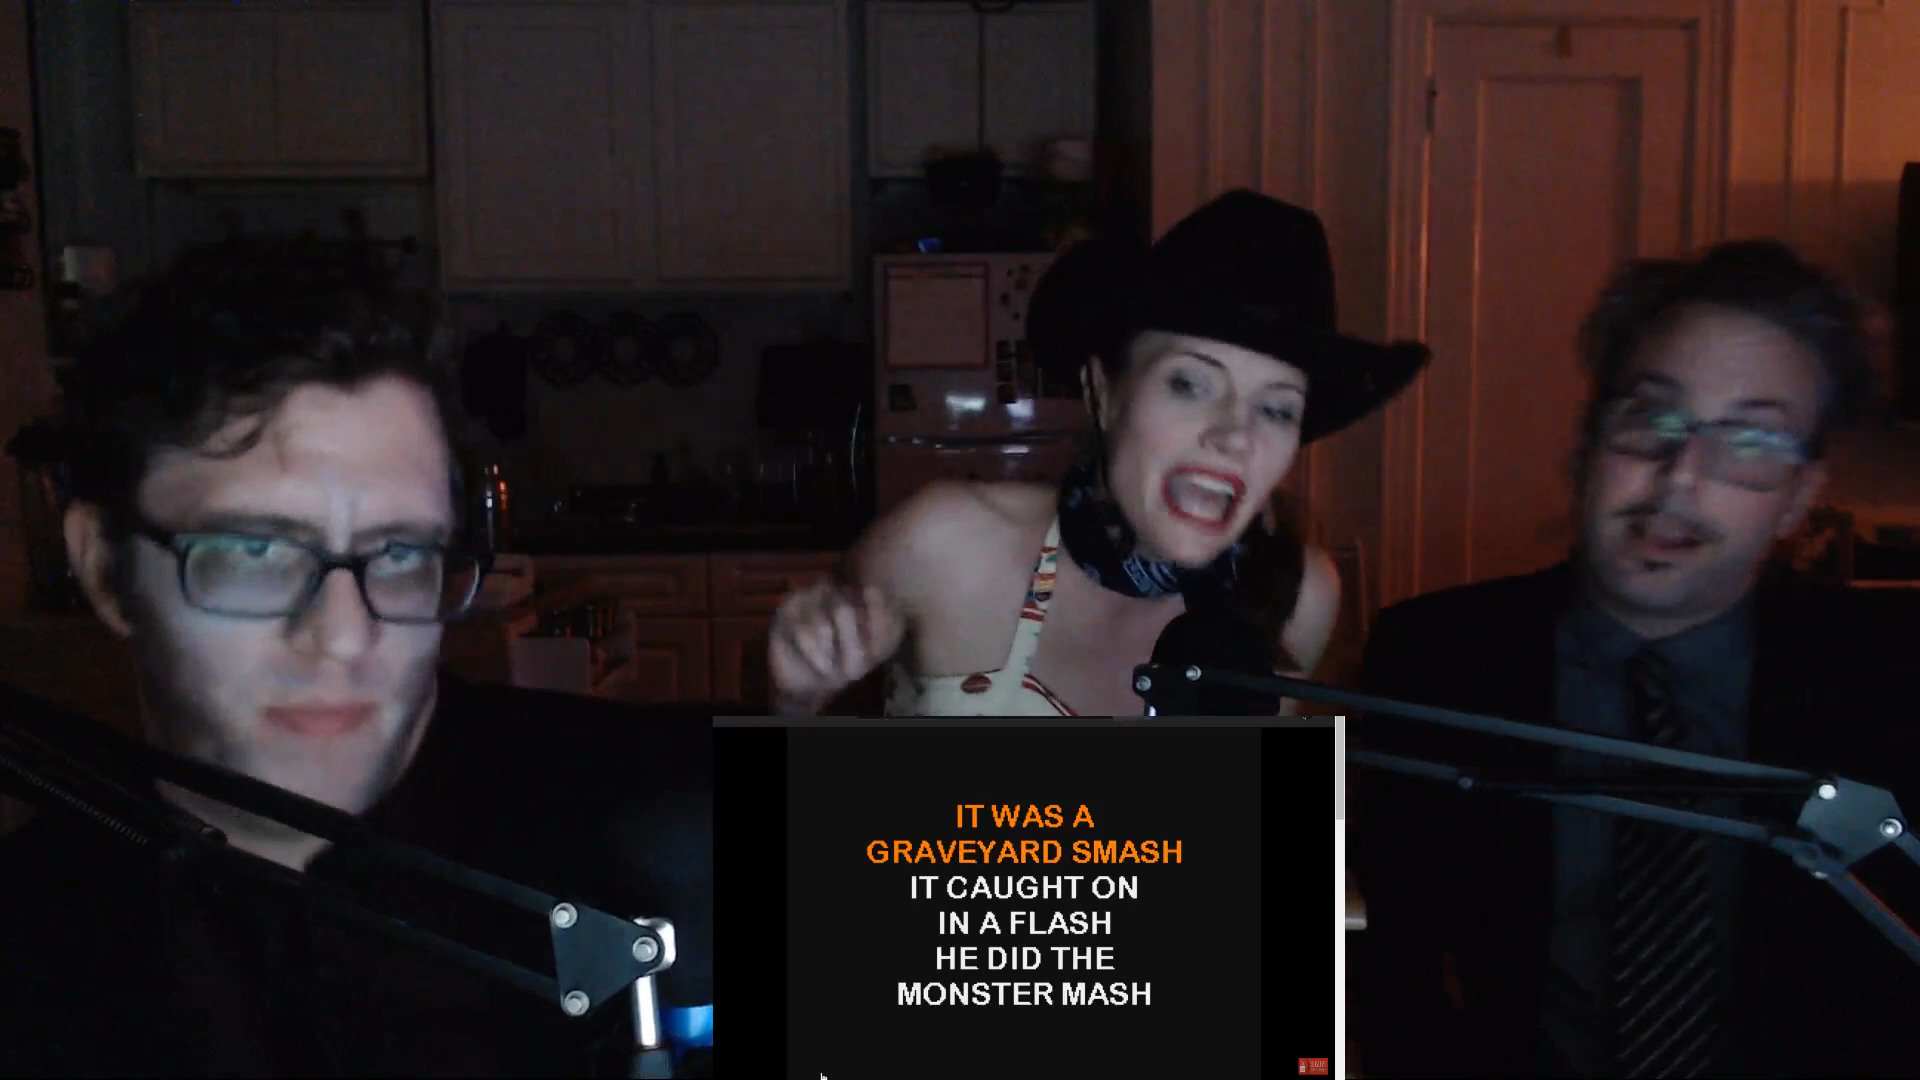 IT WAS A
GRAVEYARD SMASH
IT CAUGHT ON
IN A FLASH
HE DID THE
MONSTER MASH